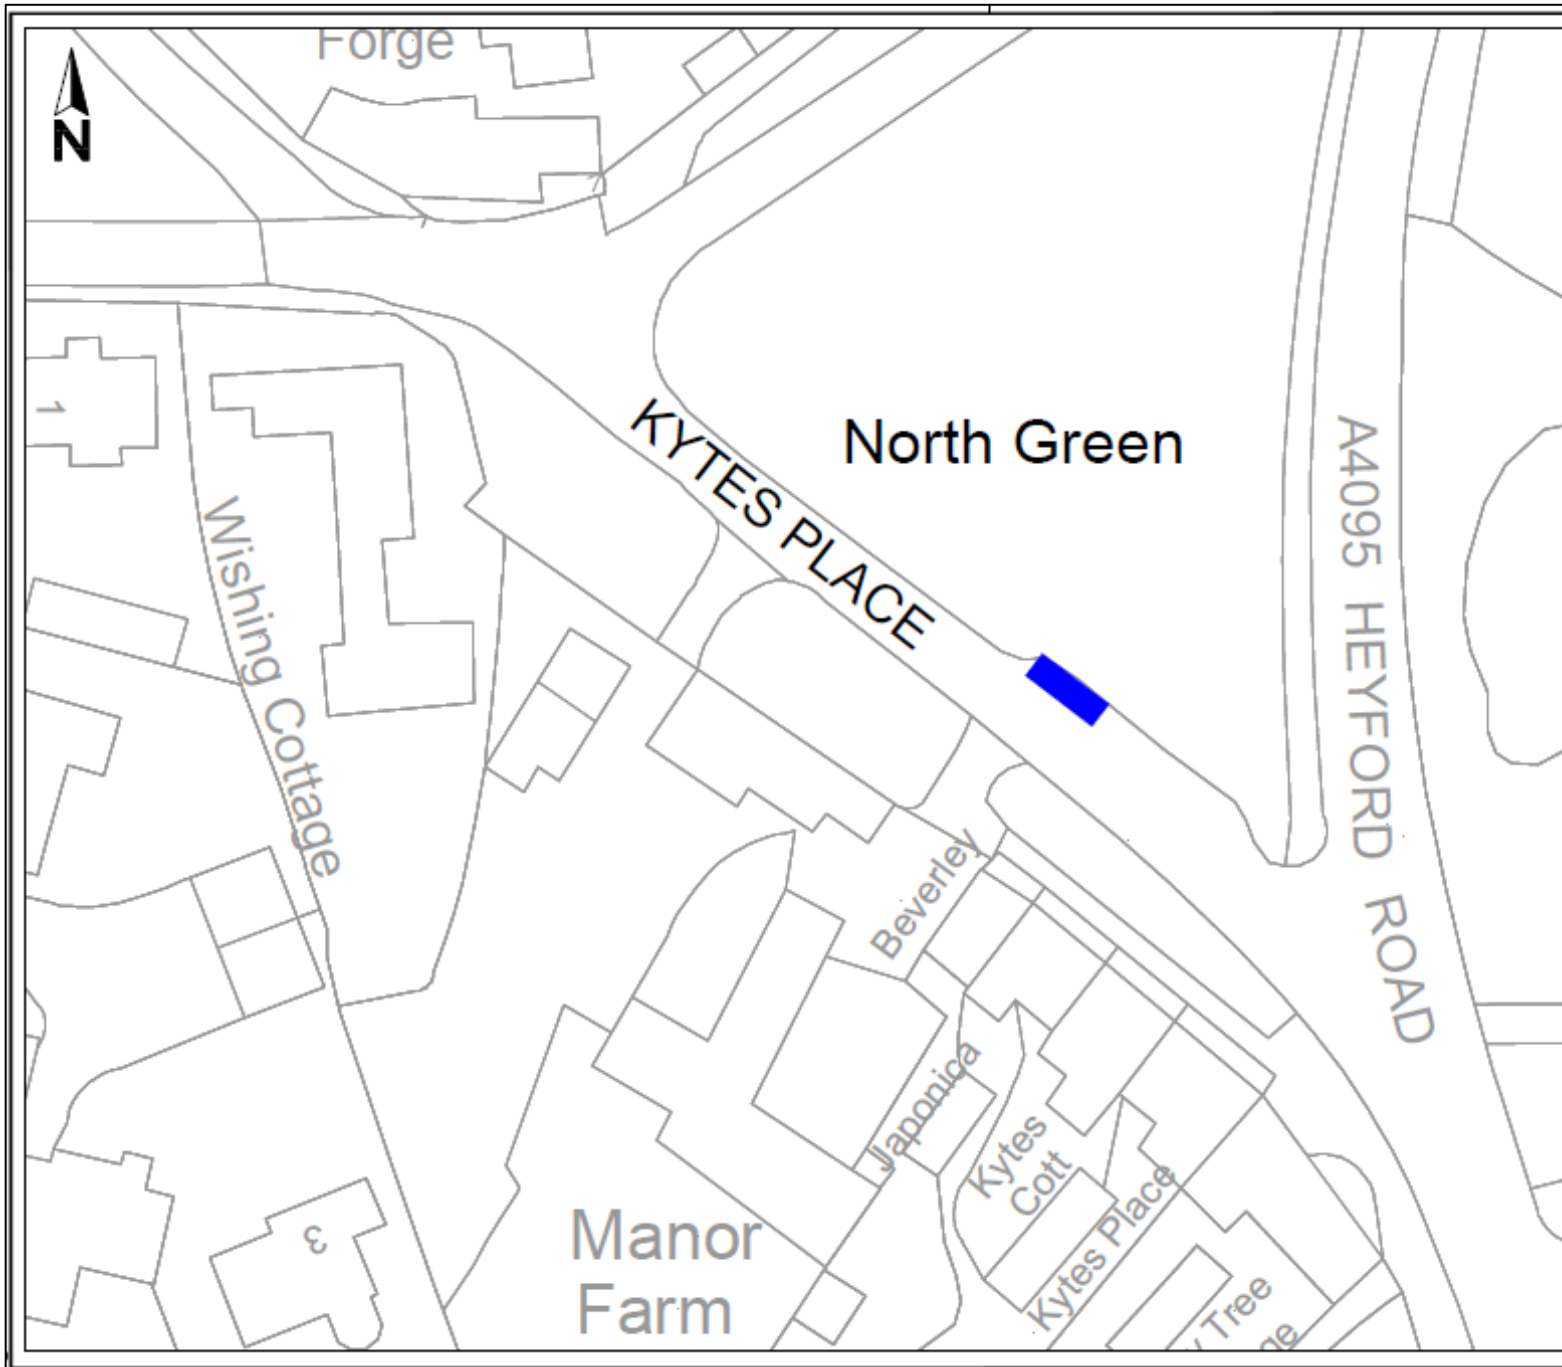 Forge
N
North Green
KYTES PLACE
A4095 HEYFORD ROAD
1
Wishing Cottage
Beverley
Japonica
Kytes
Cott
Kytes Place
Manor
Farm
3
Tree